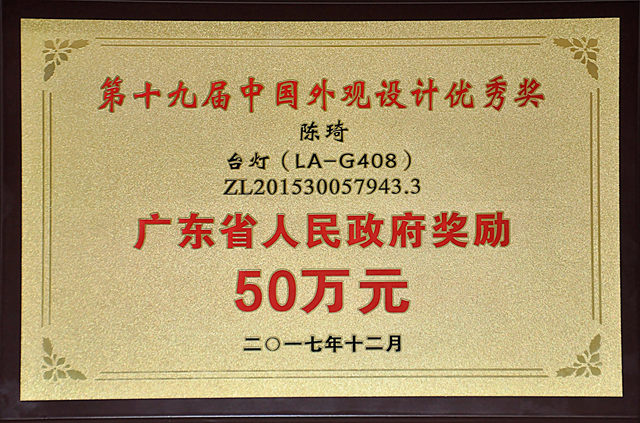 第十九届中国外观设计优秀奖
陈琦
台灯（LA-G408）
ZL201530057943.3
广东省人民政府奖励
50万元
二〇一七年十二月